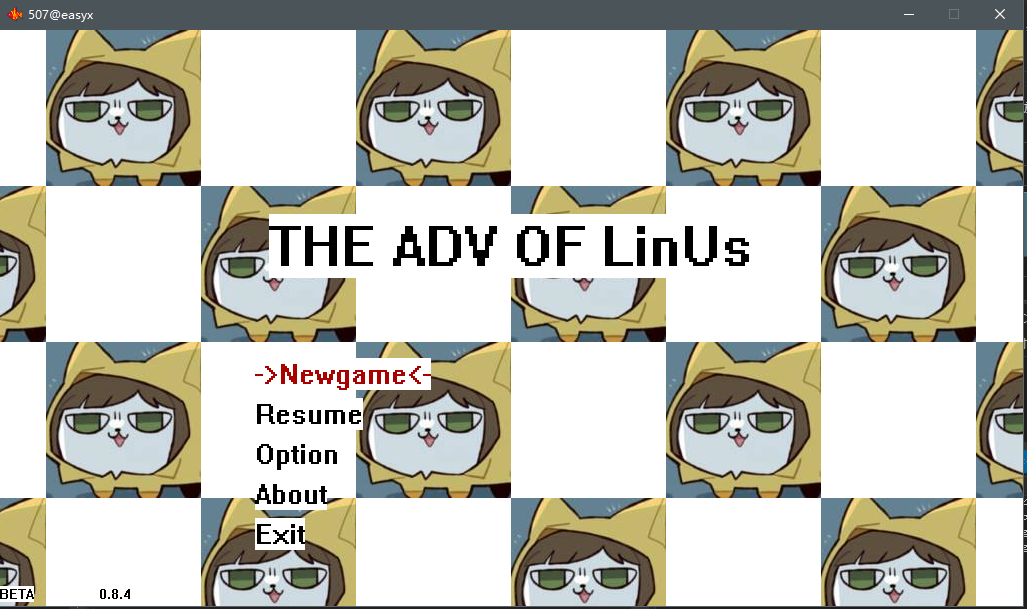 507@easyx
THE ADV OF LinUs
->Newgame<-
Resume
Option
About
Exit
BETA 0.8.4